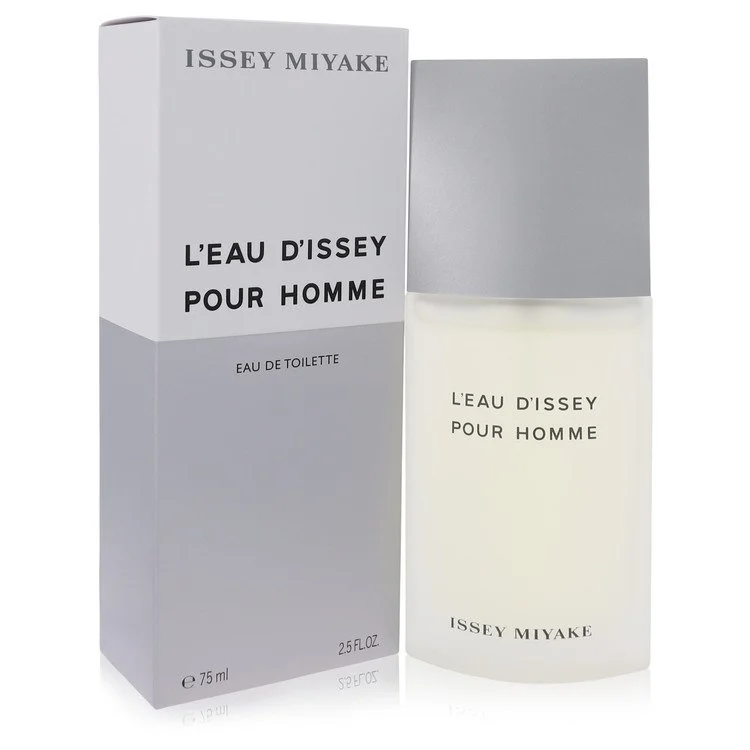 ISSEY MIYAKE
L'EAU D'ISSEY
POUR HOMME
EAU DE TOILETTE
2.5 FL.OZ.
℮ 75 ml
L'EAU D'ISSEY
POUR HOMME
ISSEY MIYAKE